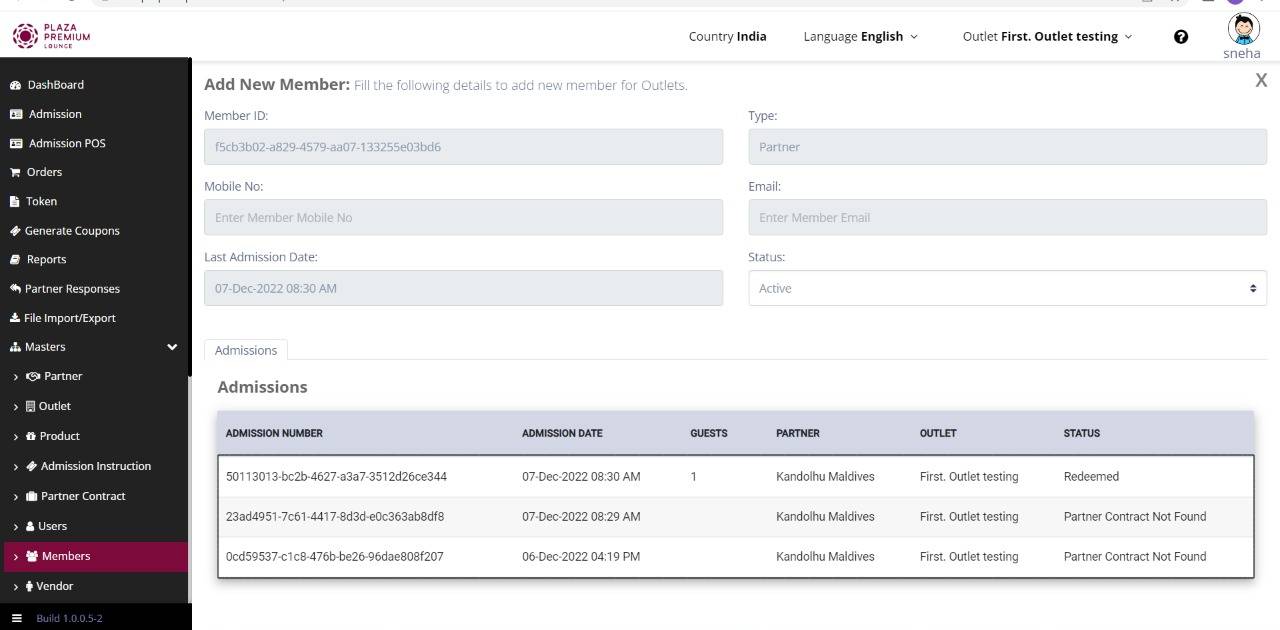 PLAZA
PREMIUM
LOUNGE
Country India
Language English
Outlet First. Outlet testing
sneha
DashBoard
Admission
Admission POS
Orders
Token
Generate Coupons
Reports
Partner Responses
File Import/Export
Masters
Partner
Outlet
Product
Admission Instruction
Partner Contract
Users
Members
Vendor
Build 1.0.0.5-2
Add New Member: Fill the following details to add new member for Outlets.
X
Member ID:
Type:
f5cb3b02-a829-4579-aa07-133255e03bd6
Partner
Mobile No:
Email:
Enter Member Mobile No
Enter Member Email
Last Admission Date:
Status:
07-Dec-2022 08:30 AM
Active
Admissions
Admissions
ADMISSION NUMBER ADMISSION DATE GUESTS PARTNER OUTLET STATUS
50113013-bc2b-4627-a3a7-3512d26ce344 07-Dec-2022 08:30 AM 1 Kandolhu Maldives First. Outlet testing Redeemed
23ad4951-7c61-4417-8d3d-e0c363ab8df8 07-Dec-2022 08:29 AM Kandolhu Maldives First. Outlet testing Partner Contract Not Found
0cd59537-c1c8-476b-be26-96dae808f207 06-Dec-2022 04:19 PM Kandolhu Maldives First. Outlet testing Partner Contract Not Found